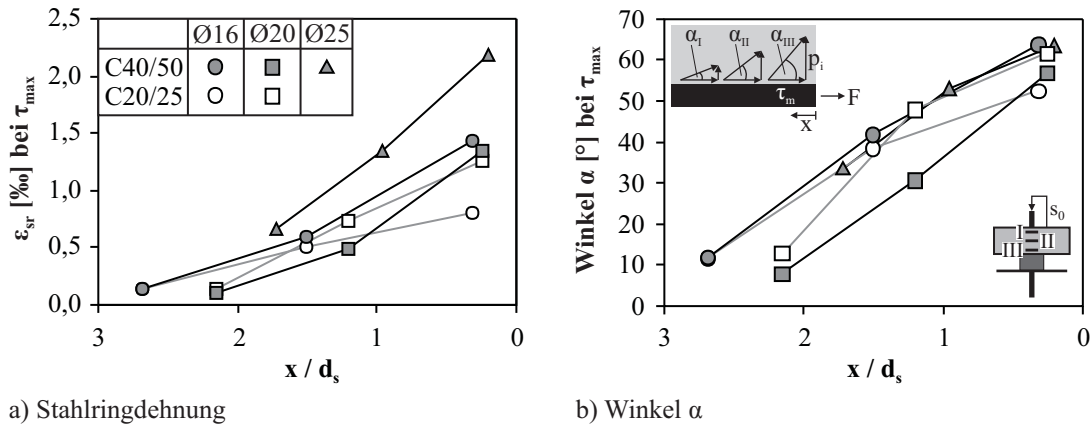 2,5
2,0
1,5
1,0
0,5
0,0
3 2 1 0
ε_sr [‰] bei τ_max
x / d_s
Ø16 Ø20 Ø25
C40/50
C20/25
a) Stahlringdehnung
70
60
50
40
30
20
10
0
3 2 1 0
Winkel α [°] bei τ_max
x / d_s
α_I α_II α_III
p_i
τ_m
F
x
s_0
I
II
III
b) Winkel α